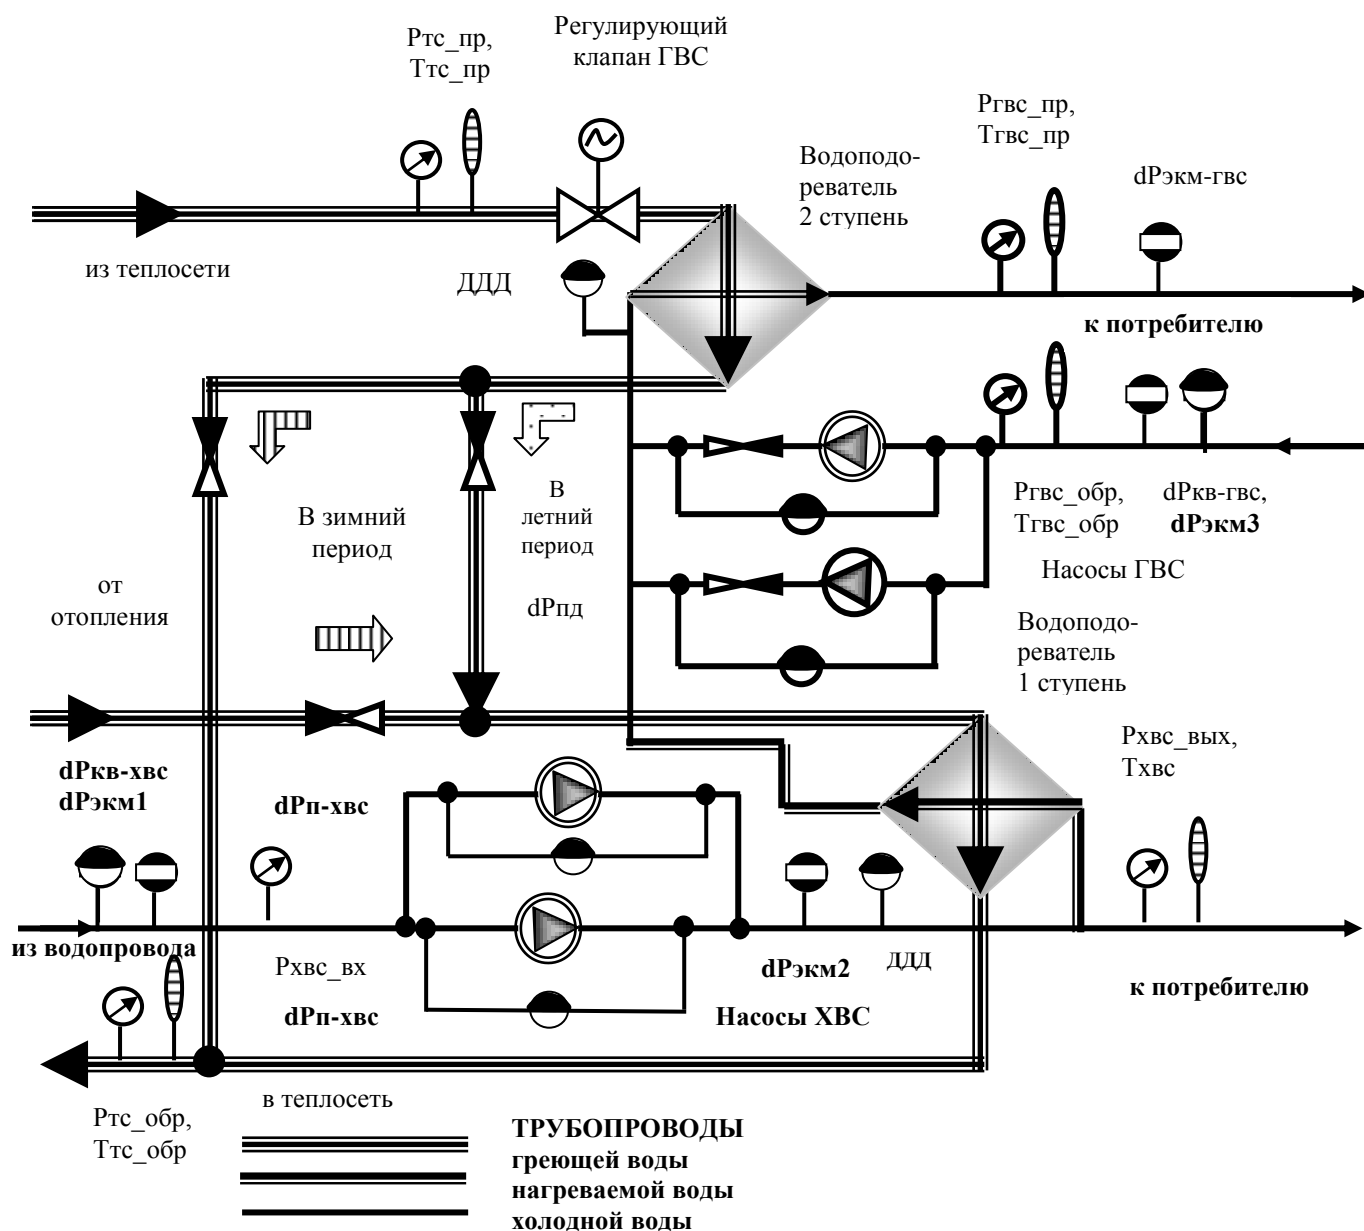 Ртс_пр,
Ттс_пр
Регулирующий
клапан ГВС
Водоподо-
реватель
2 ступень
Ргвс_пр,
Тгвс_пр
dРэкм-гвс
из теплосети
ДДД
к потребителю
В зимний
период
В
летний
период
dРпд
Ргвс_обр,
Тгвс_обр
dРкв-гвс,
dРэкм3
Насосы ГВС
от
отопления
Водоподо-
реватель
1 ступень
dРкв-хвс
dРэкм1
dРп-хвс
Рхвс_вых,
Тхвс
из водопровода
Рхвс_вх
dРп-хвс
dРэкм2
ДДД
Насосы ХВС
к потребителю
Ртс_обр,
Ттс_обр
в теплосеть
ТРУБОПРОВОДЫ
греющей воды
нагреваемой воды
холодной воды